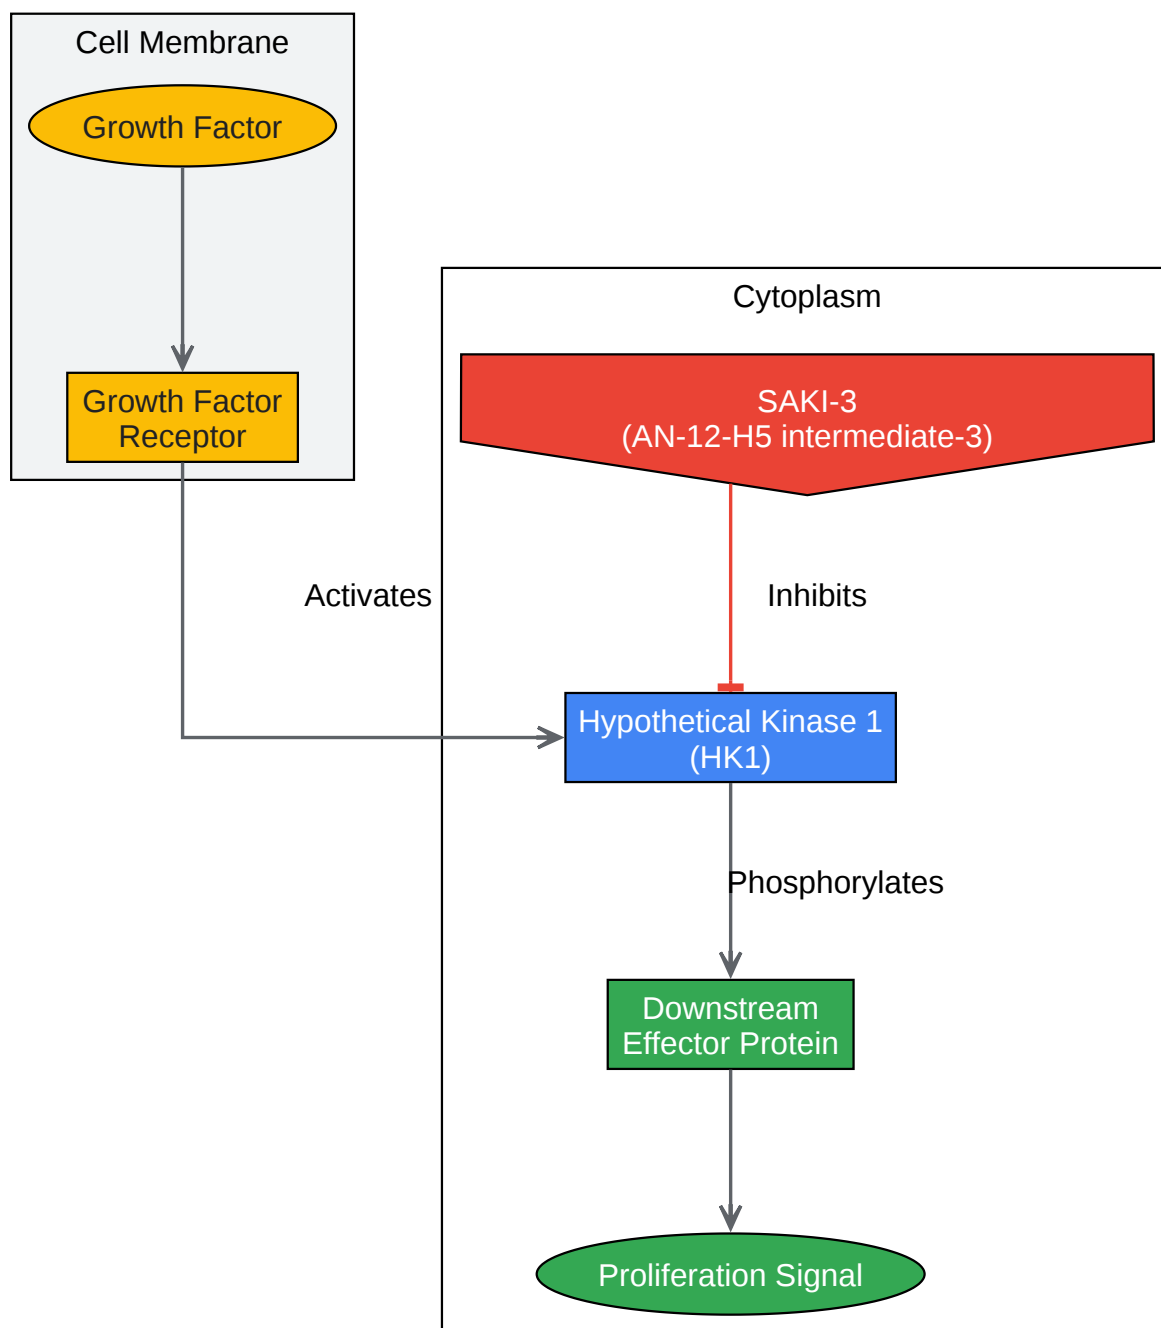 Cell Membrane
Growth Factor
Growth Factor
Receptor
Cytoplasm
SAKI-3
(AN-12-H5 intermediate-3)
Activates
Inhibits
Hypothetical Kinase 1
(HK1)
Phosphorylates
Downstream
Effector Protein
Proliferation Signal